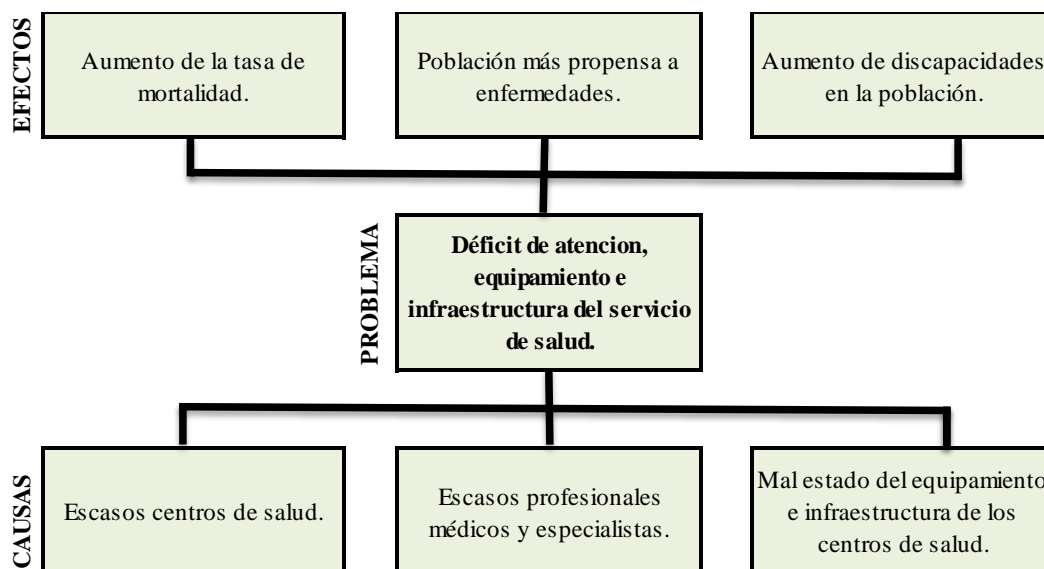 EFECTOS
Aumento de la tasa de
mortalidad.
Población más propensa a
enfermedades.
Aumento de discapacidades
en la población.
PROBLEMA
Déficit de atencion,
equipamiento e
infraestructura del servicio
de salud.
CAUSAS
Escasos centros de salud.
Escasos profesionales
médicos y especialistas.
Mal estado del equipamiento
e infraestructura de los
centros de salud.